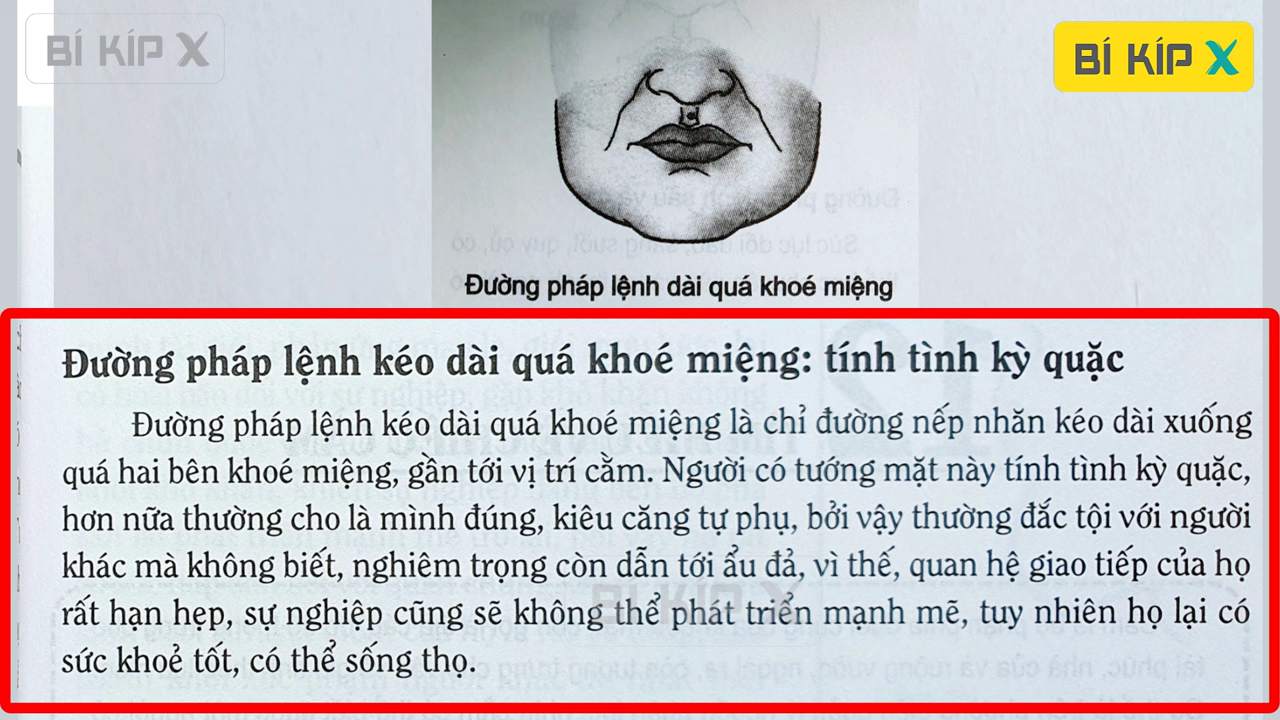 BÍ KÍP X
BÍ KÍP X
Đường pháp lệnh dài quá khoé miệng
Đường pháp lệnh kéo dài quá khoé miệng: tính tình kỳ quặc
Đường pháp lệnh kéo dài quá khoé miệng là chỉ đường nếp nhăn kéo dài xuống
quá hai bên khoé miệng, gần tới vị trí cằm. Người có tướng mặt này tính tình kỳ quặc,
hơn nữa thường cho là mình đúng, kiêu căng tự phụ, bởi vậy thường đắc tội với người
khác mà không biết, nghiêm trọng còn dẫn tới ẩu đả, vì thế, quan hệ giao tiếp của họ
rất hạn hẹp, sự nghiệp cũng sẽ không thể phát triển mạnh mẽ, tuy nhiên họ lại có
sức khoẻ tốt, có thể sống thọ.
BÍ KÍP X